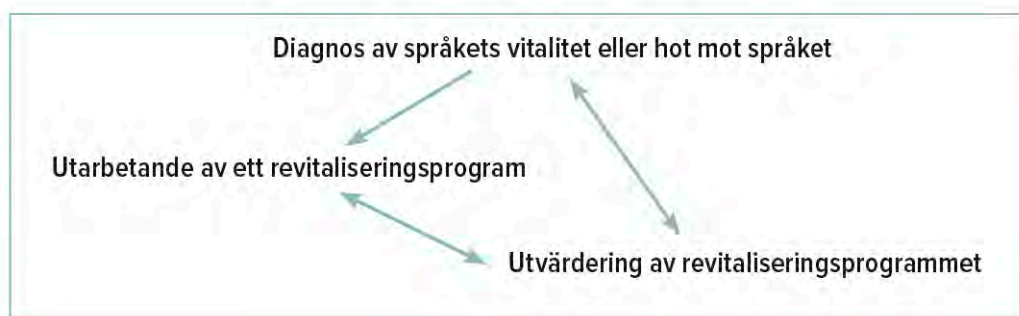 Diagnos av språkets vitalitet eller hot mot språket
Utarbetande av ett revitaliseringsprogram
Utvärdering av revitaliseringsprogrammet